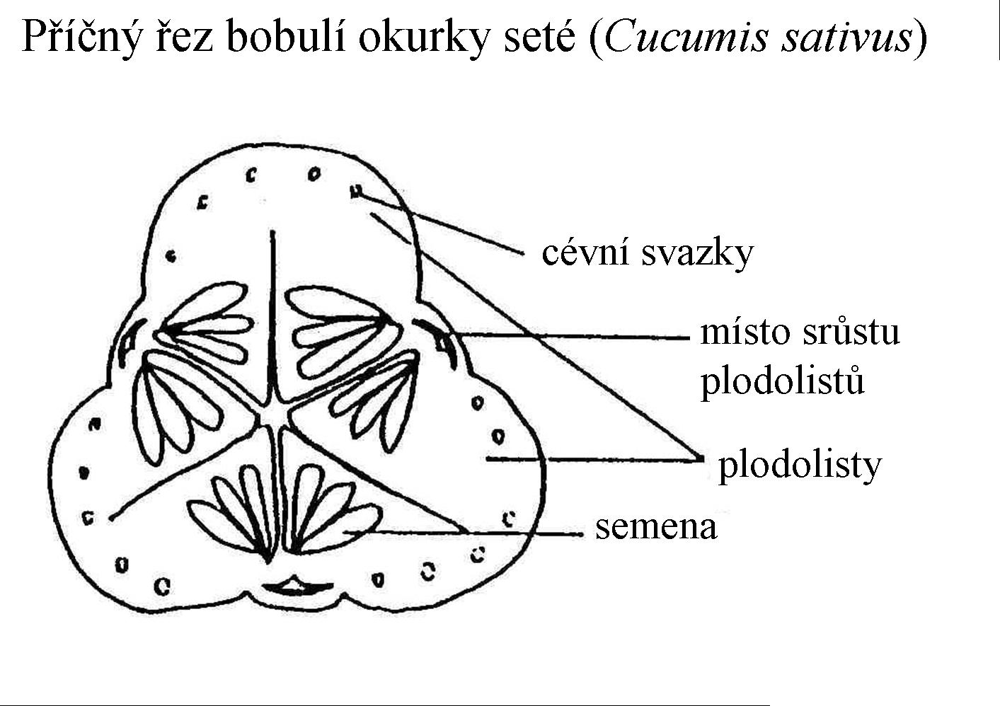 Příčný řez bobulí okurky seté (Cucumis sativus)
cévní svazky
místo srůstu
plodolistů
plodolisty
semena